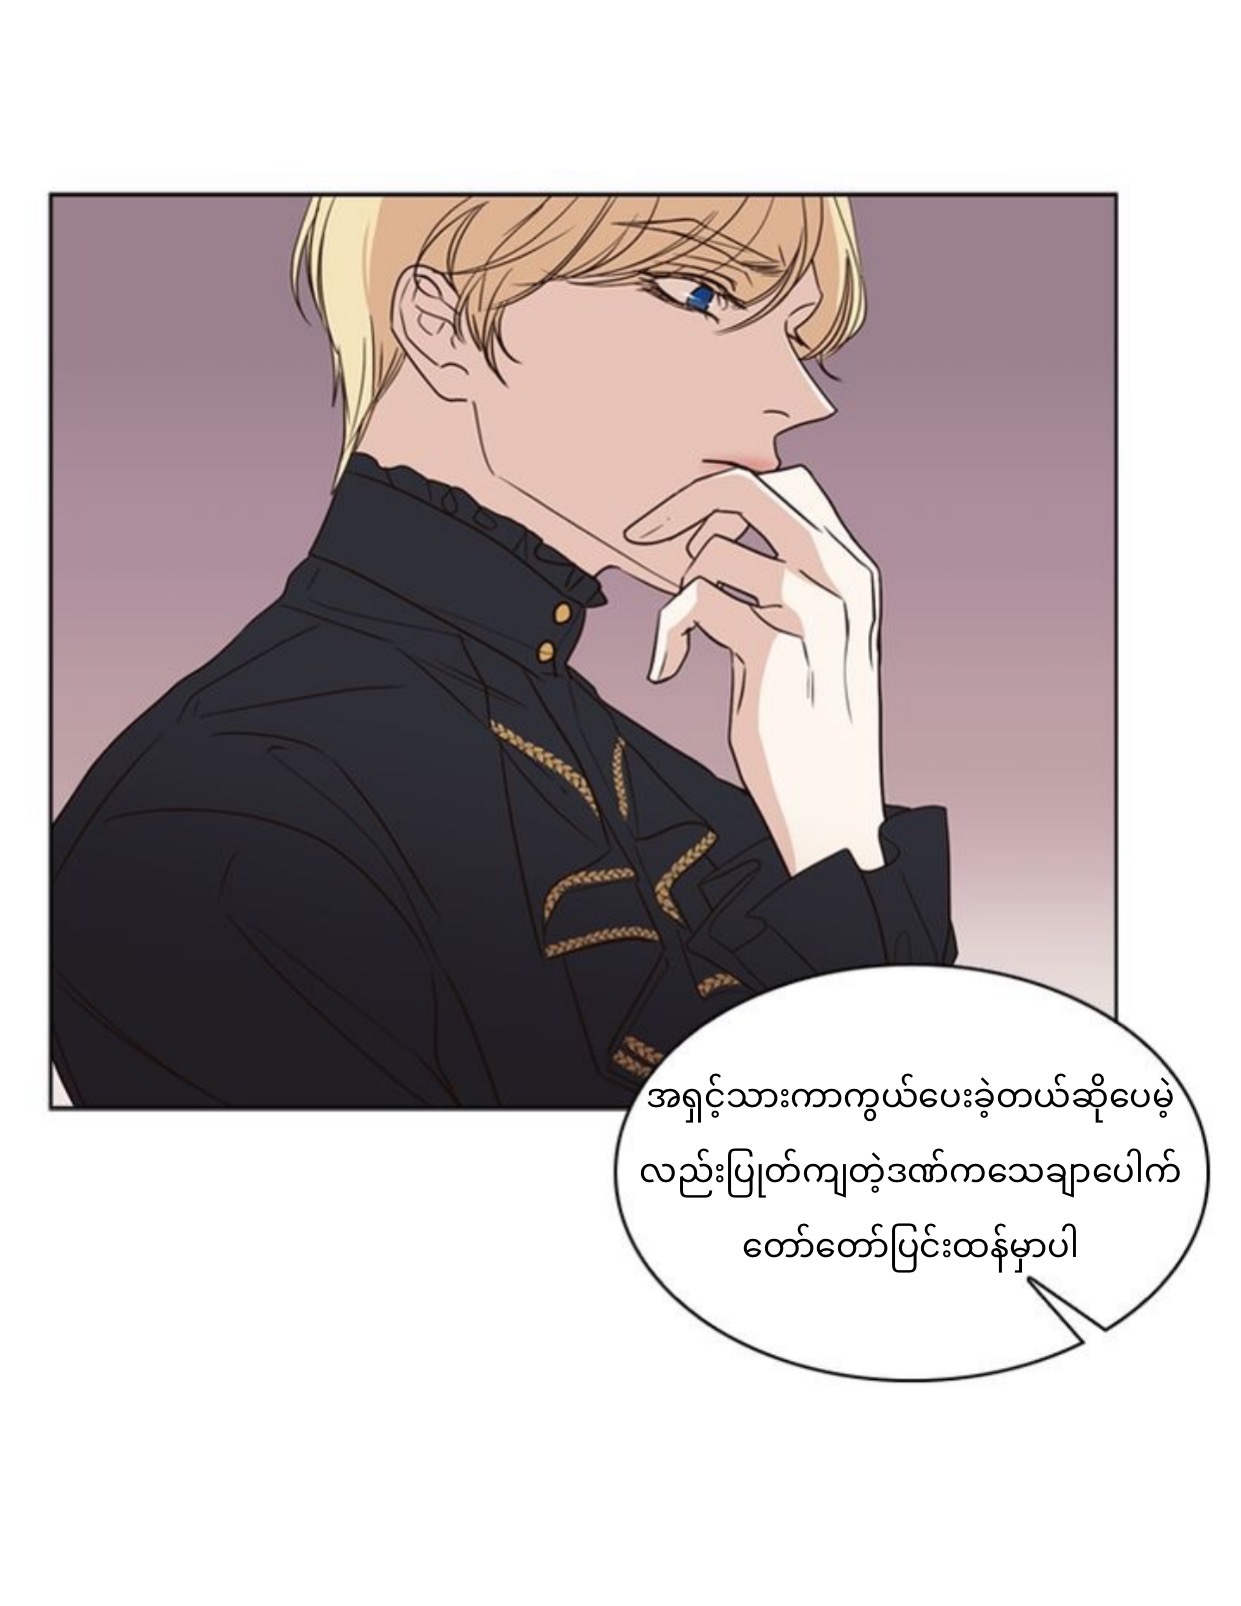 အရှင့်သားကာကွယ်ပေးခဲ့တယ်ဆိုပေမဲ့
လည်းပြုတ်ကျတဲ့ဒဏ်ကသေချာပေါက်
တော်တော်ပြင်းထန်မှာပါ